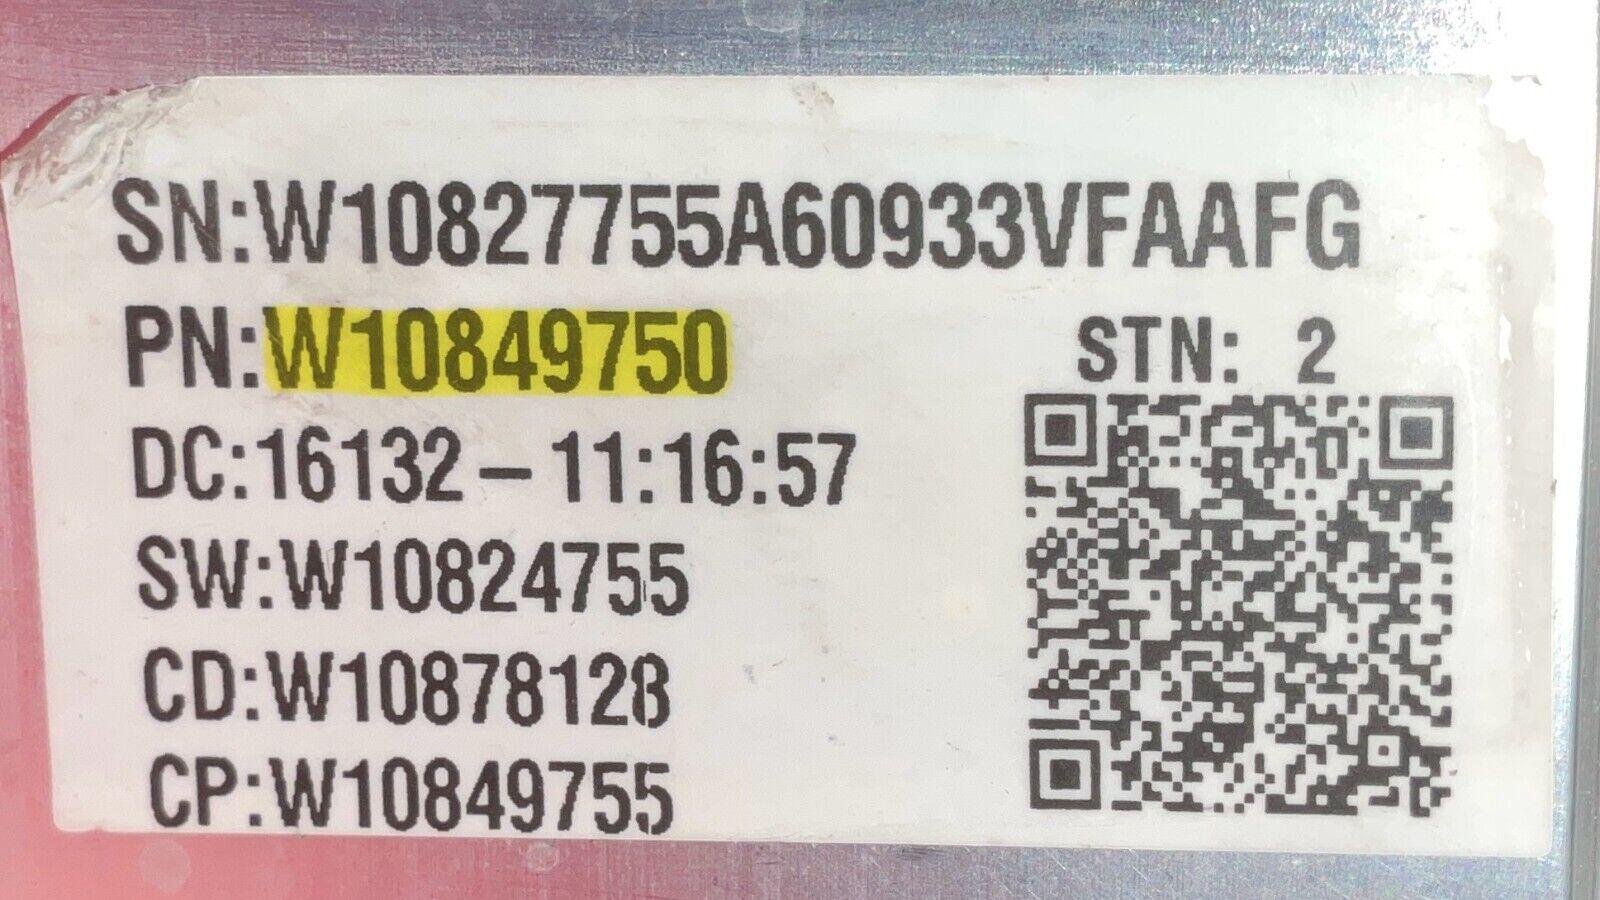 SN:W10827755A60933VFAAFG
PN:W10849750
STN: 2
DC:16132-11:16:57
SW:W10824755
CD:W10878128
CP:W10849755